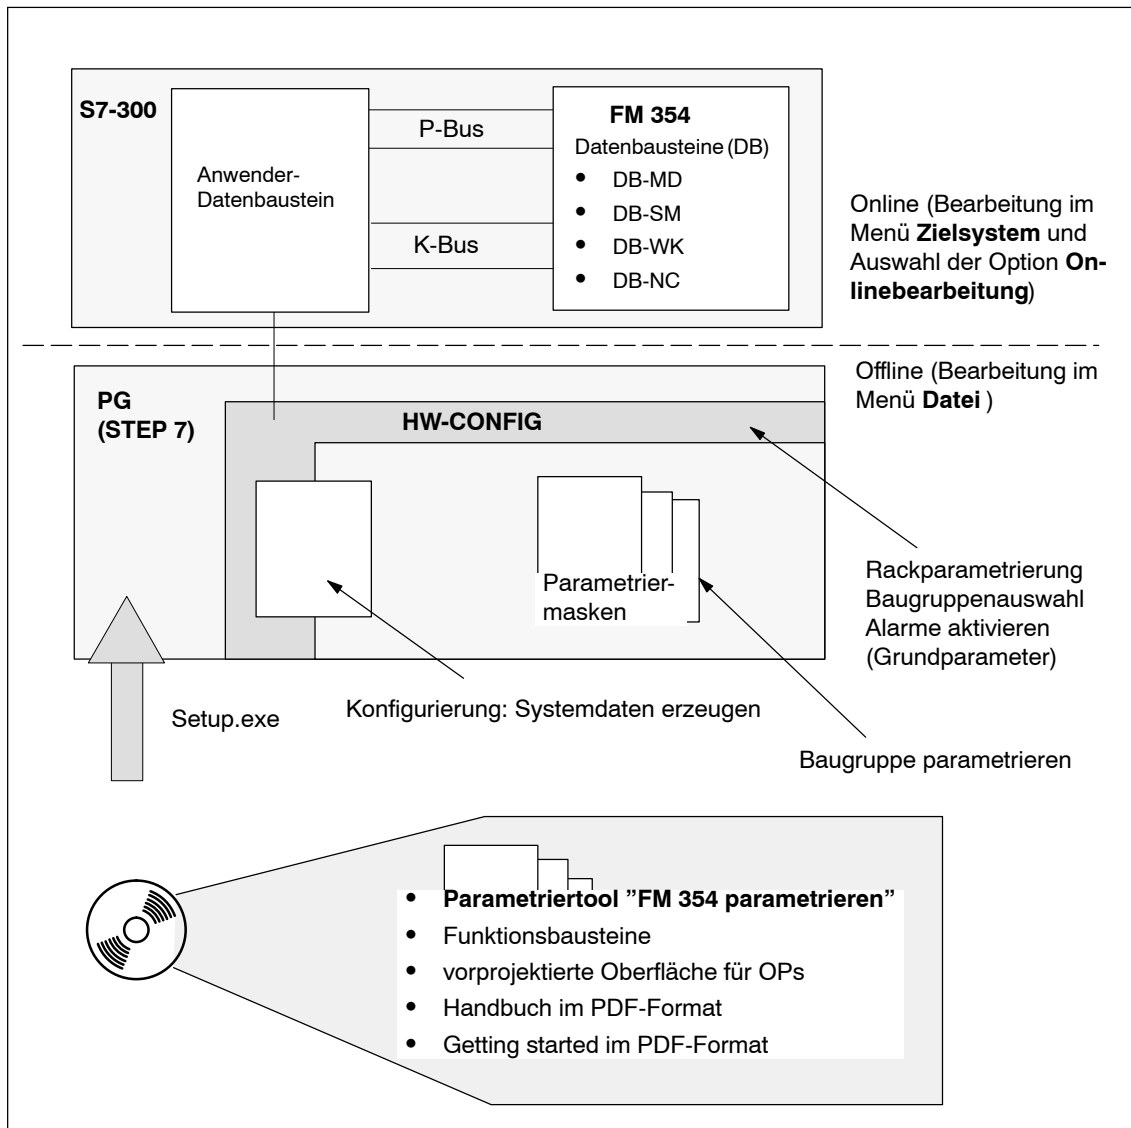 S7-300
Anwender-
Datenbaustein
P-Bus
K-Bus
FM 354
Datenbausteine (DB)
• DB-MD
• DB-SM
• DB-WK
• DB-NC
Online (Bearbeitung im
Menü Zielsystem und
Auswahl der Option On-
linebearbeitung)
Offline (Bearbeitung im
Menü Datei )
PG
(STEP 7)
HW-CONFIG
Parametrier-
masken
Rackparametrierung
Baugruppenauswahl
Alarme aktivieren
(Grundparameter)
Setup.exe
Konfigurierung: Systemdaten erzeugen
Baugruppe parametrieren
• Parametriertool ”FM 354 parametrieren”
• Funktionsbausteine
• vorprojektierte Oberfläche für OPs
• Handbuch im PDF-Format
• Getting started im PDF-Format